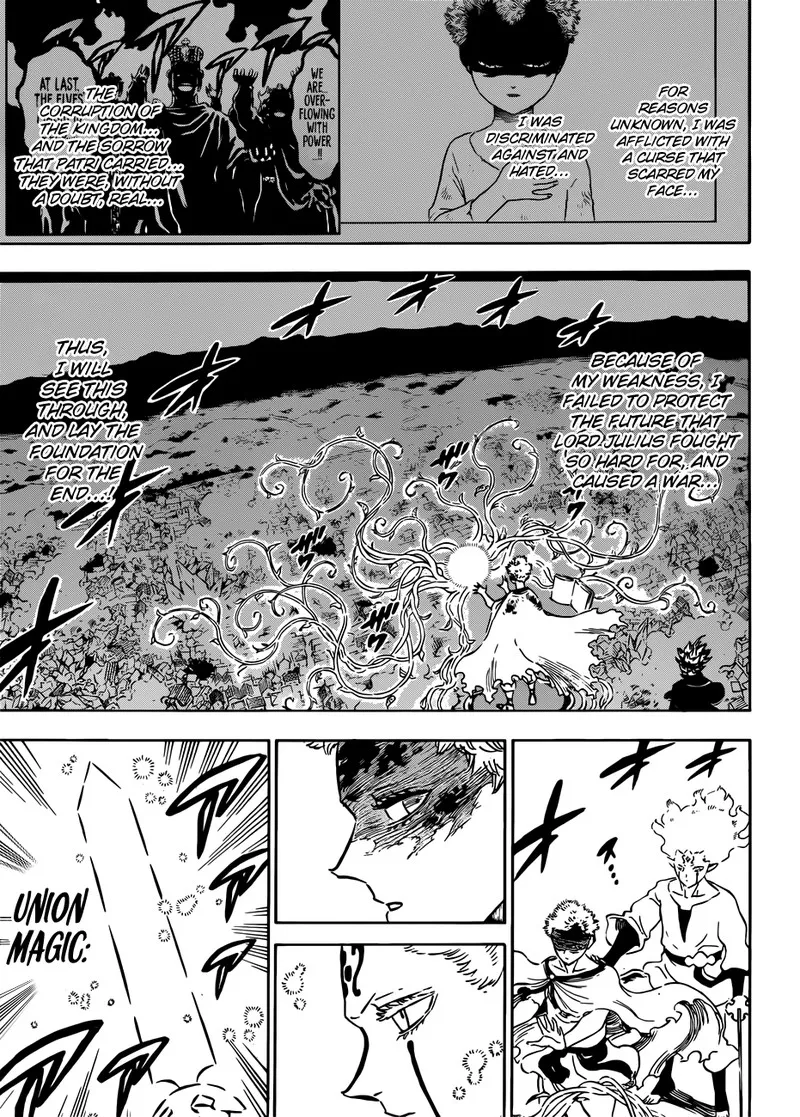 FOR
REASONS
UNKNOWN, I WAS
AFFLICTED WITH
A CURSE THAT
SCARRED MY
FACE...
I WAS
DISCRIMINATED
AGAINST AND
HATED...
WE
ARE
OVER-
FLOWING
WITH
POWER
...!!
AT LAST,
THE ELVES'
THE
CORRUPTION OF
THE KINGDOM...
AND THE SORROW
THAT PATRI CARRIED...
THEY WERE, WITHOUT
A DOUBT, REAL...
BECAUSE OF
MY WEAKNESS, I
FAILED TO PROTECT
THE FUTURE THAT
LORD JULIUS FOUGHT
SO HARD FOR, AND
CAUSED A WAR...
THUS,
I WILL
SEE THIS
THROUGH,
AND LAY THE
FOUNDATION
FOR THE
END...!
UNION
MAGIC: